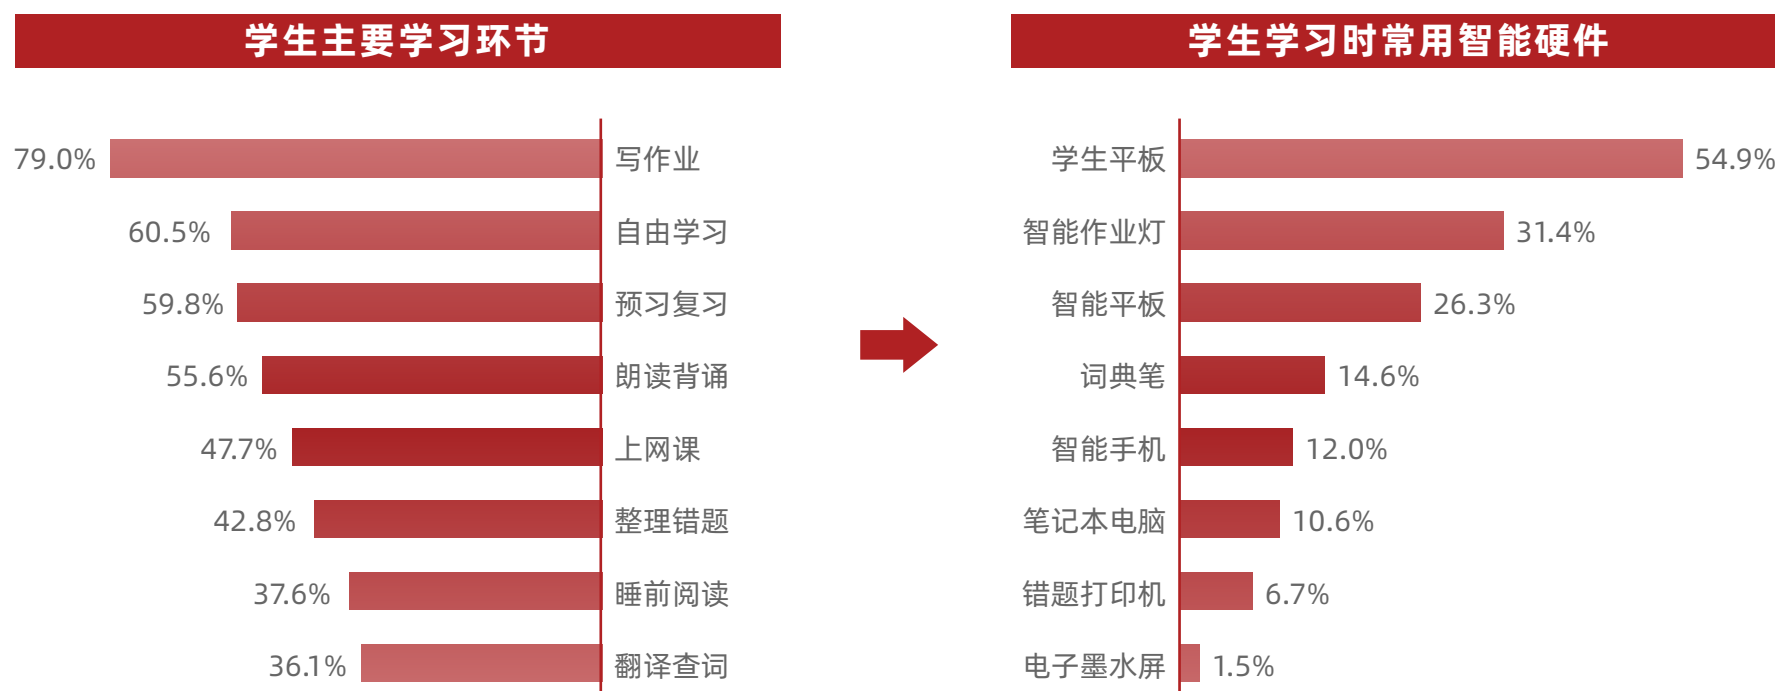 学生主要学习环节
79.0% 写作业
60.5% 自由学习
59.8% 预习复习
55.6% 朗读背诵
47.7% 上网课
42.8% 整理错题
37.6% 睡前阅读
36.1% 翻译查词
学生学习时常用智能硬件
学生平板 54.9%
智能作业灯 31.4%
智能平板 26.3%
词典笔 14.6%
智能手机 12.0%
笔记本电脑 10.6%
错题打印机 6.7%
电子墨水屏 1.5%